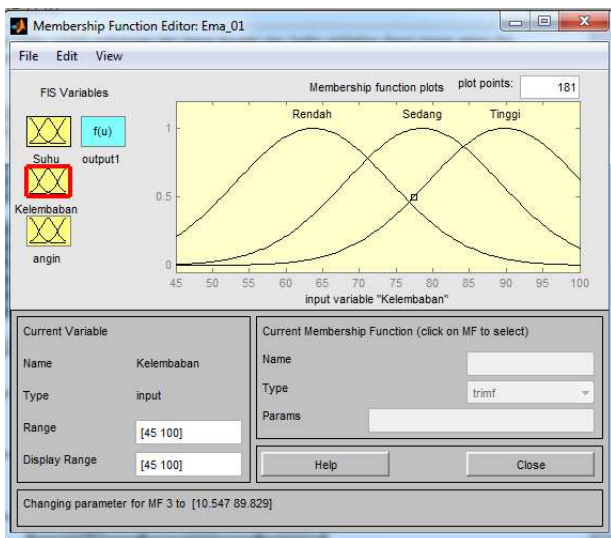 Membership Function Editor: Ema_01
File Edit View
FIS Variables
Suhu
f(u)
output1
Kelembaban
angin
Membership function plots
plot points:
181
Rendah Sedang Tinggi
1
0.5
0
45 50 55 60 65 70 75 80 85 90 95 100
input variable "Kelembaban"
Current Variable
Name Kelembaban
Type input
Range [45 100]
Display Range [45 100]
Current Membership Function (click on MF to select)
Name
Type trimf
Params
Help Close
Changing parameter for MF 3 to [10.547 89.829]